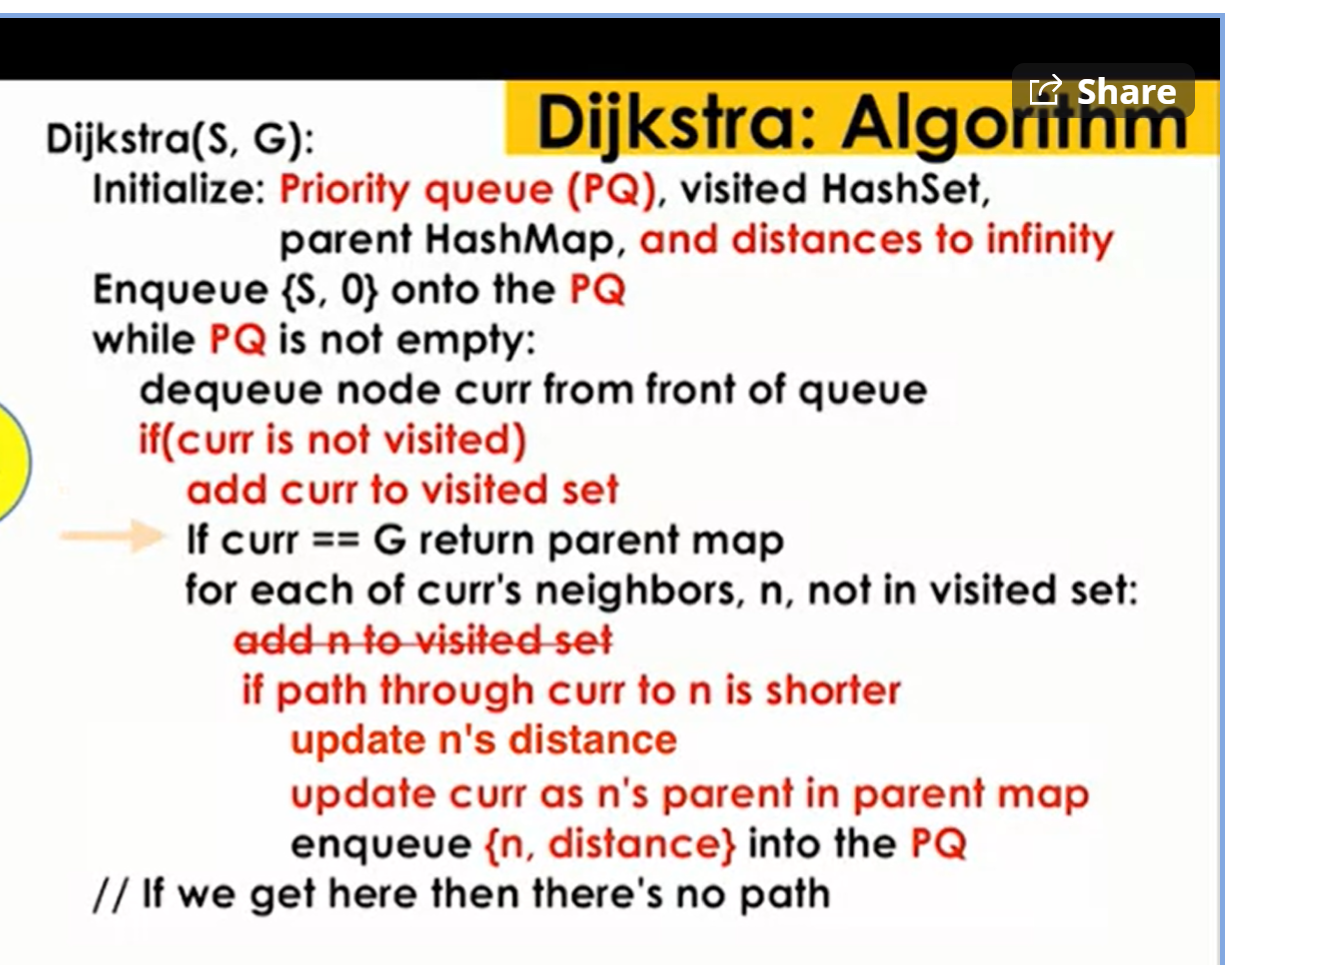 Share
Dijkstra: Algorithm
Dijkstra(S, G):
Initialize: Priority queue (PQ), visited HashSet,
parent HashMap, and distances to infinity
Enqueue {S, 0} onto the PQ
while PQ is not empty:
dequeue node curr from front of queue
if(curr is not visited)
add curr to visited set
If curr == G return parent map
for each of curr's neighbors, n, not in visited set:
add n to visited set
if path through curr to n is shorter
update n's distance
update curr as n's parent in parent map
enqueue {n, distance} into the PQ
// If we get here then there's no path